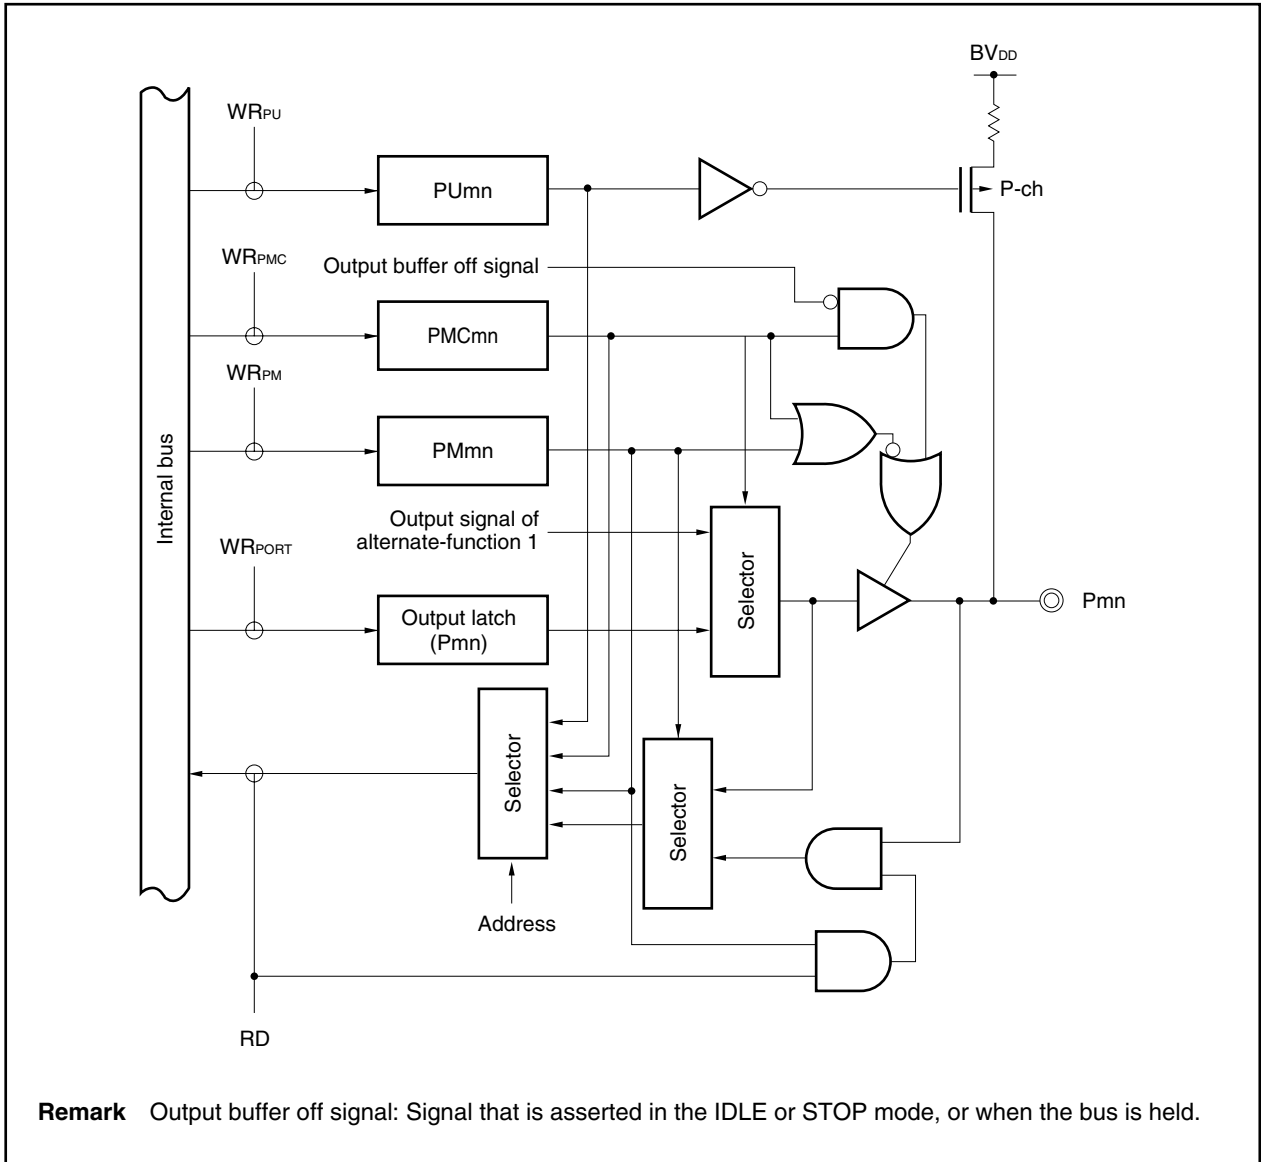 BVDD
WRPU
PUmn
P-ch
WRPMC
Output buffer off signal
PMCmn
WRPM
PMmn
Internal bus
Output signal of
alternate-function 1
WRPORT
Selector
Output latch
(Pmn)
Pmn
Selector
Selector
Address
RD
Remark Output buffer off signal: Signal that is asserted in the IDLE or STOP mode, or when the bus is held.